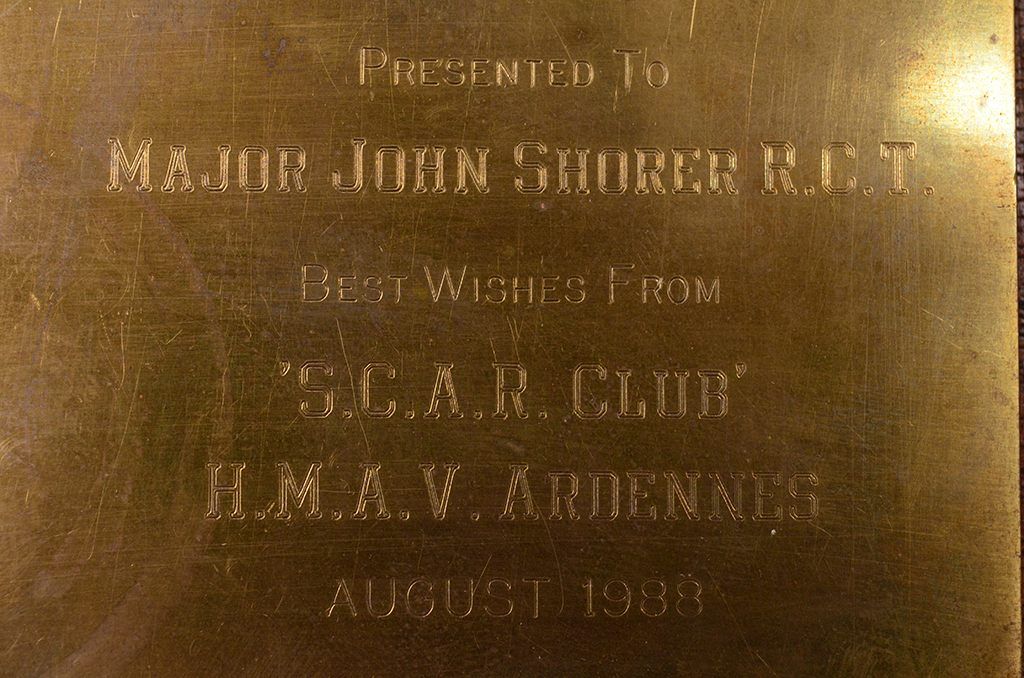 Presented To
Major John Shorer R.C.T.
Best Wishes From
'S.C.A.R. Club'
H.M.A.V. Ardennes
AUGUST 1988